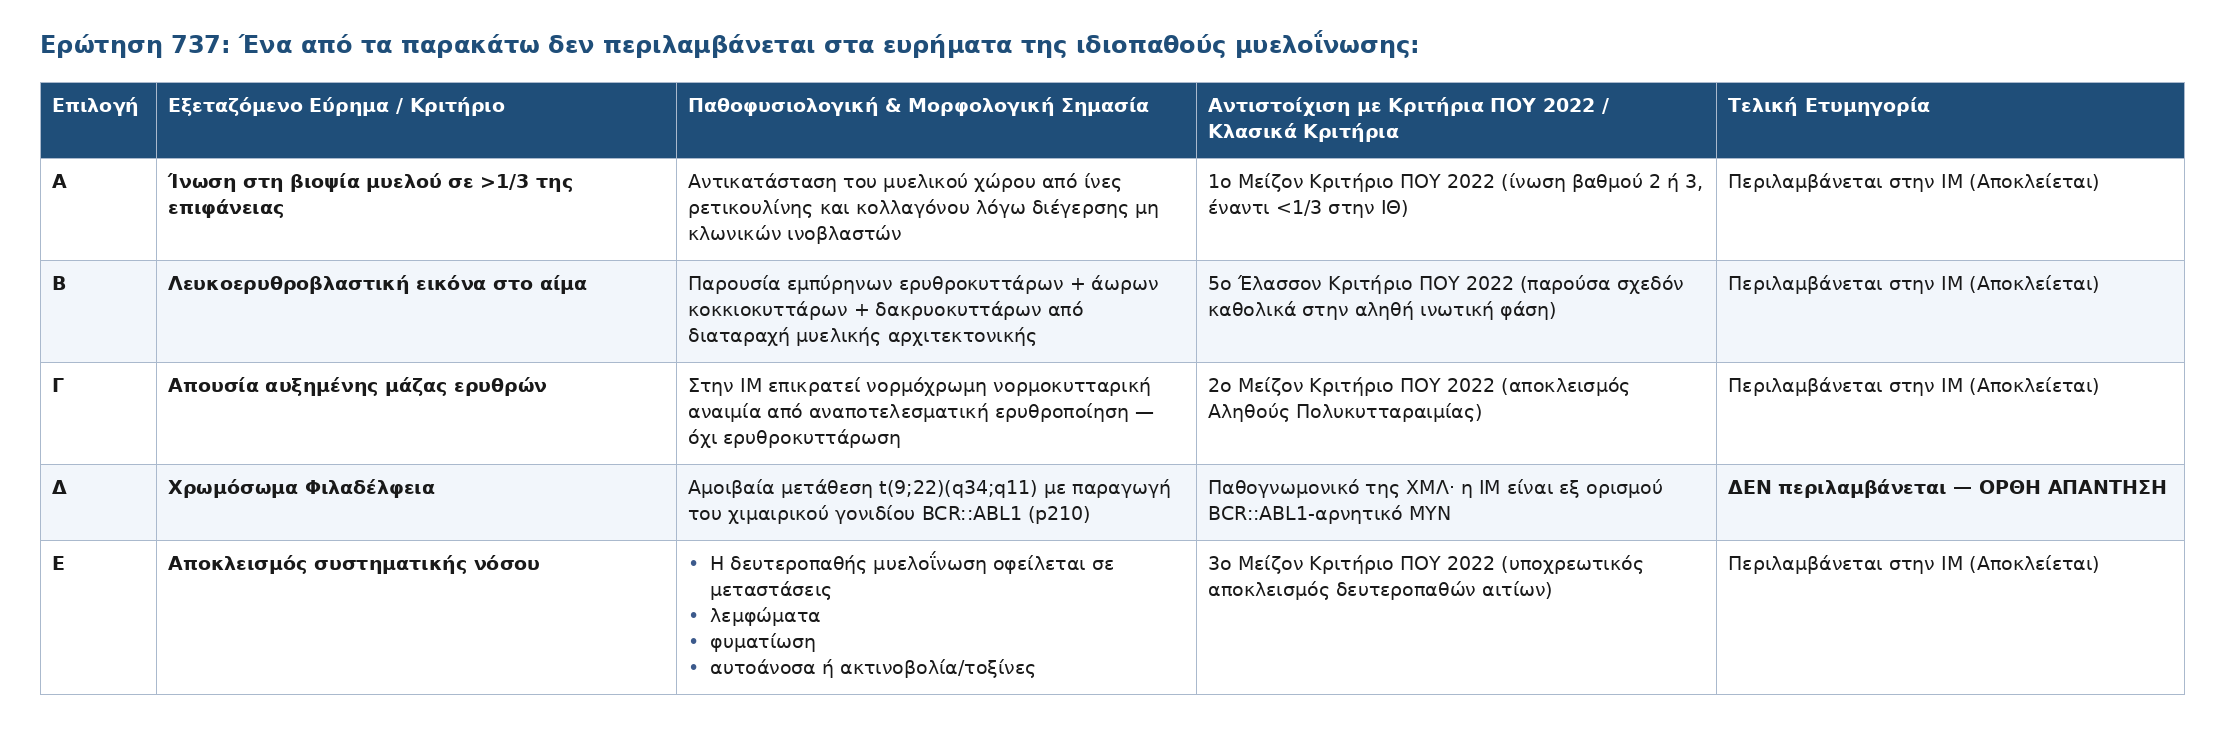 Ερώτηση 737: Ένα από τα παρακάτω δεν περιλαμβάνεται στα ευρήματα της ιδιοπαθούς μυελοΐνωσης:
Επιλογή
Εξεταζόμενο Εύρημα / Κριτήριο
Παθοφυσιολογική & Μορφολογική Σημασία
Αντιστοίχιση με Κριτήρια ΠΟΥ 2022 /
Κλασικά Κριτήρια
Τελική Ετυμηγορία
Α
Ίνωση στη βιοψία μυελού σε >1/3 της
επιφάνειας
Αντικατάσταση του μυελικού χώρου από ίνες
ρετικουλίνης και κολλαγόνου λόγω διέγερσης μη
κλωνικών ινοβλαστών
1ο Μείζον Κριτήριο ΠΟΥ 2022 (ίνωση βαθμού 2 ή 3,
έναντι <1/3 στην ΙΘ)
Περιλαμβάνεται στην ΙΜ (Αποκλείεται)
Β
Λευκοερυθροβλαστική εικόνα στο αίμα
Παρουσία εμπύρηνων ερυθροκυττάρων + άωρων
κοκκιοκυττάρων + δακρυοκυττάρων από
διαταραχή μυελικής αρχιτεκτονικής
5ο Έλασσον Κριτήριο ΠΟΥ 2022 (παρούσα σχεδόν
καθολικά στην αληθή ινωτική φάση)
Περιλαμβάνεται στην ΙΜ (Αποκλείεται)
Γ
Απουσία αυξημένης μάζας ερυθρών
Στην ΙΜ επικρατεί νορμόχρωμη νορμοκυτταρική
αναιμία από αναποτελεσματική ερυθροποίηση —
όχι ερυθροκυττάρωση
2ο Μείζον Κριτήριο ΠΟΥ 2022 (αποκλεισμός
Αληθούς Πολυκυτταραιμίας)
Περιλαμβάνεται στην ΙΜ (Αποκλείεται)
Δ
Χρωμόσωμα Φιλαδέλφεια
Αμοιβαία μετάθεση t(9;22)(q34;q11) με παραγωγή
του χιμαιρικού γονιδίου BCR::ABL1 (p210)
Παθογνωμονικό της ΧΜΛ· η ΙΜ είναι εξ ορισμού
BCR::ABL1-αρνητικό ΜΥΝ
ΔΕΝ περιλαμβάνεται — ΟΡΘΗ ΑΠΑΝΤΗΣΗ
Ε
Αποκλεισμός συστηματικής νόσου
• Η δευτεροπαθής μυελοΐνωση οφείλεται σε
μεταστάσεις
• λεμφώματα
• φυματίωση
• αυτοάνοσα ή ακτινοβολία/τοξίνες
3ο Μείζον Κριτήριο ΠΟΥ 2022 (υποχρεωτικός
αποκλεισμός δευτεροπαθών αιτίων)
Περιλαμβάνεται στην ΙΜ (Αποκλείεται)